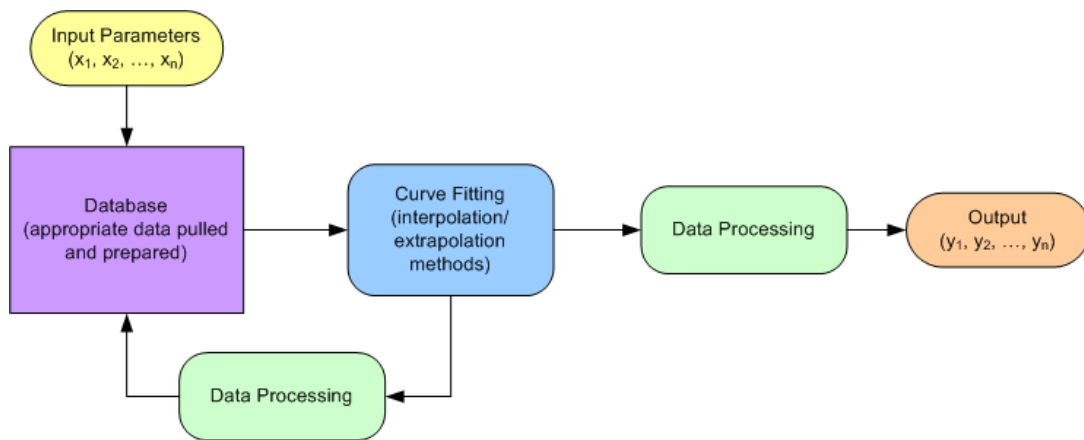 Input Parameters
(x₁, x₂, …, xₙ)
Database
(appropriate data pulled
and prepared)
Curve Fitting
(interpolation/
extrapolation
methods)
Data Processing
Output
(y₁, y₂, …, yₙ)
Data Processing